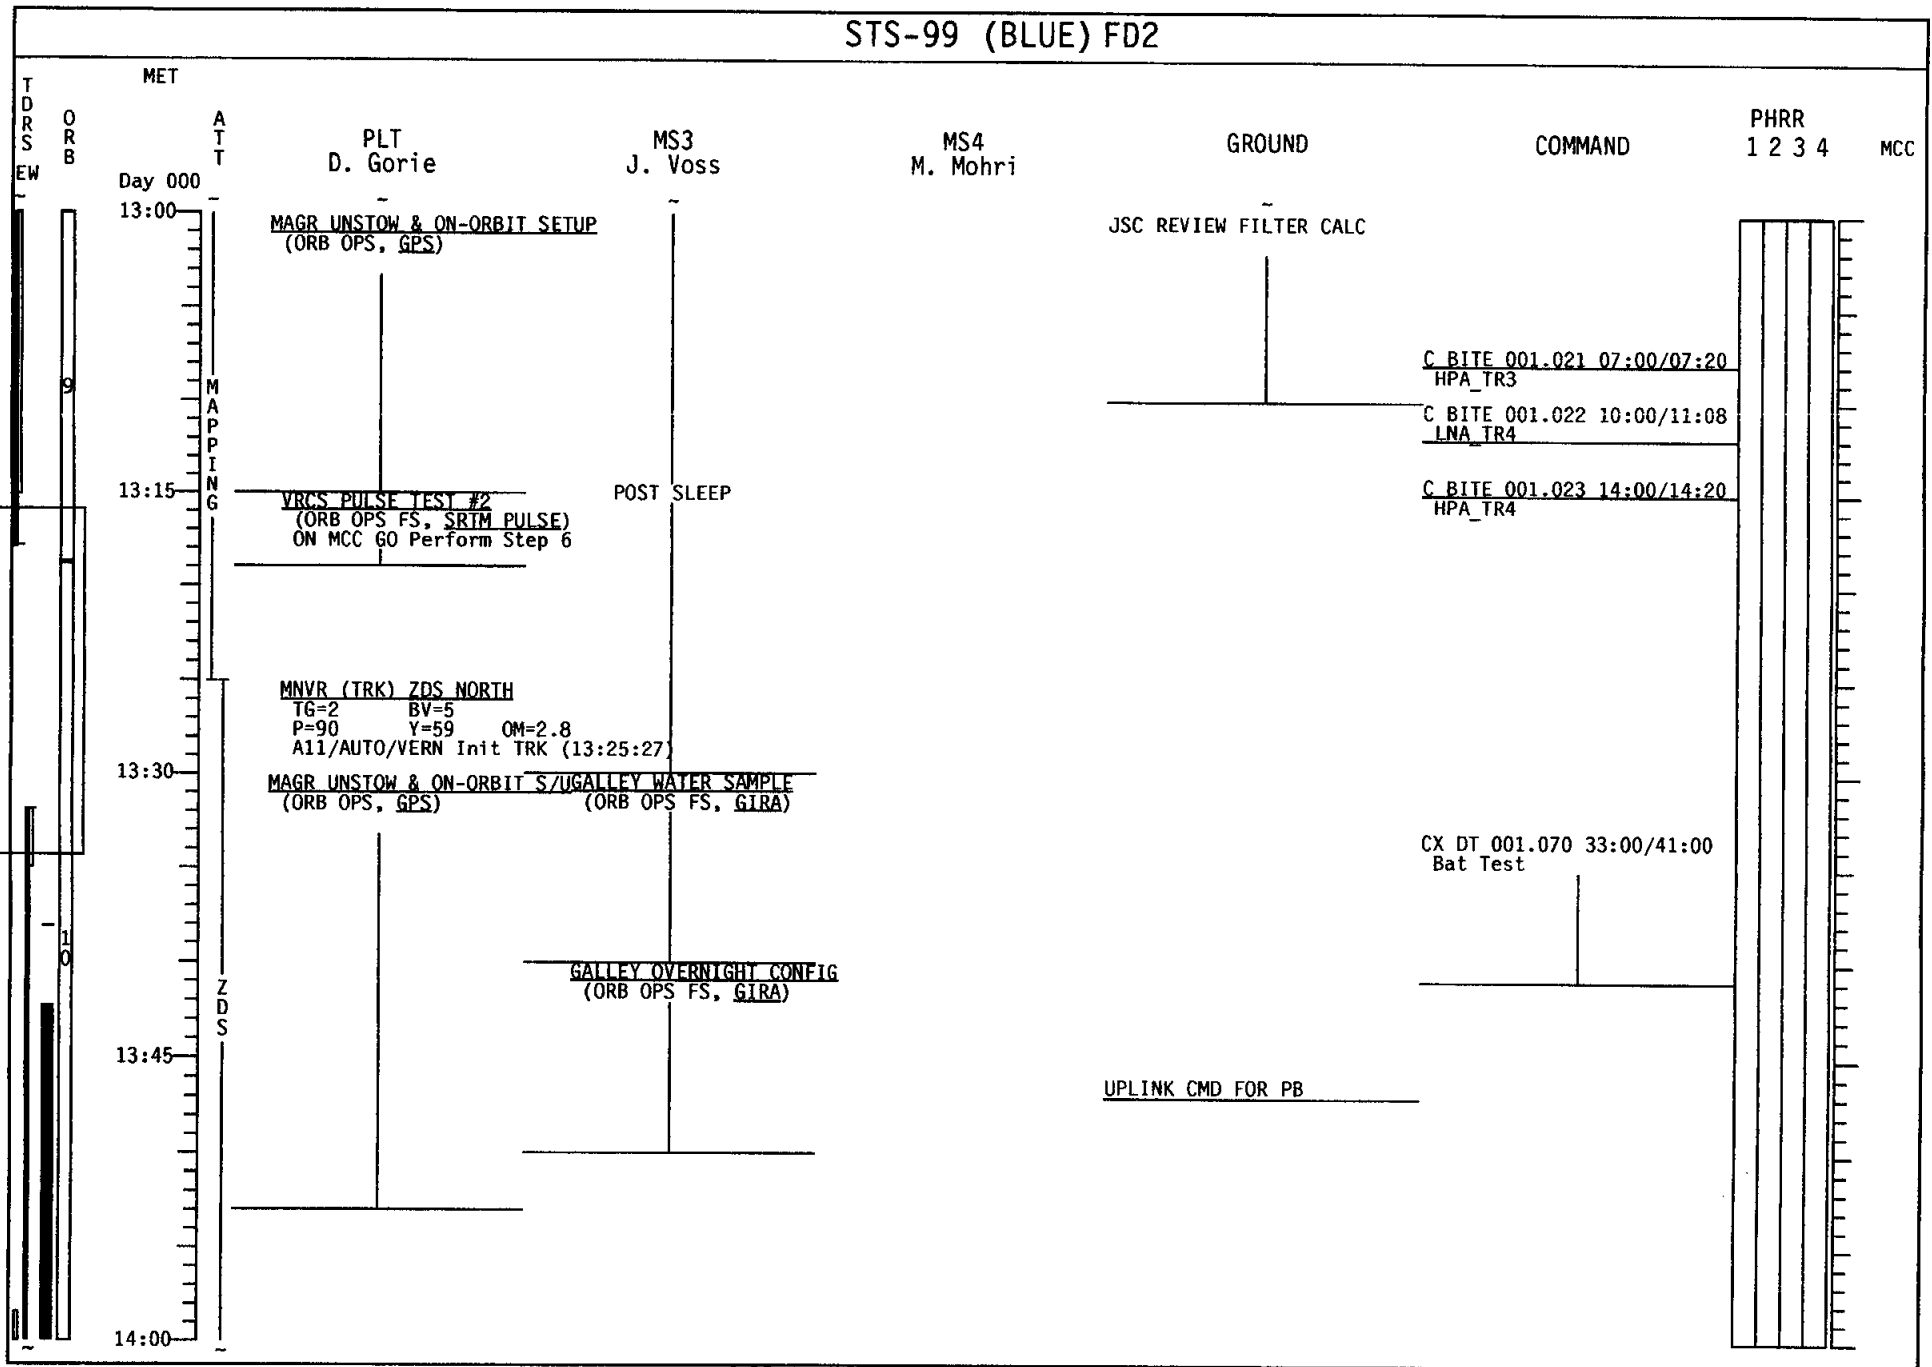 STS-99 (BLUE) FD2
TDRS
EW
ORB
MET
Day 000
ATT
PLT
D. Gorie
MS3
J. Voss
MS4
M. Mohri
GROUND
COMMAND
PHRR
1 2 3 4
MCC
13:00
MAGR UNSTOW & ON-ORBIT SETUP
(ORB OPS, GPS)
JSC REVIEW FILTER CALC
9
MAPPING
C BITE 001.021 07:00/07:20
HPA_TR3
C BITE 001.022 10:00/11:08
LNA_TR4
13:15
VRCS PULSE TEST #2
(ORB OPS FS, SRTM PULSE)
ON MCC GO Perform Step 6
POST SLEEP
C BITE 001.023 14:00/14:20
HPA_TR4
MNVR (TRK) ZDS NORTH
TG=2 BV=5
P=90 Y=59 OM=2.8
A11/AUTO/VERN Init TRK (13:25:27)
13:30
MAGR UNSTOW & ON-ORBIT S/U
(ORB OPS, GPS)
GALLEY WATER SAMPLE
(ORB OPS FS, GIRA)
CX DT 001.070 33:00/41:00
Bat Test
10
GALLEY OVERNIGHT CONFIG
(ORB OPS FS, GIRA)
ZDS
13:45
UPLINK CMD FOR PB
14:00